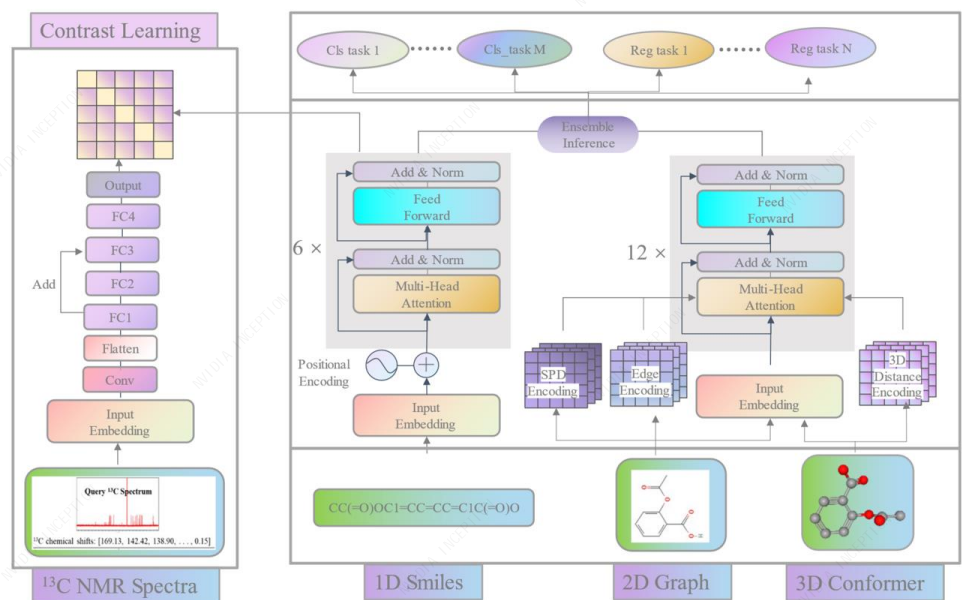 Contrast Learning
Output
FC4
FC3
Add
FC2
FC1
Flatten
Conv
Input
Embedding
Query ¹³C Spectrum
¹³C chemical shifts: [169.13, 142.42, 138.90, . . . , 0.15]
¹³C NMR Spectra
Cls task 1
Cls_task M
Reg task 1
Reg task N
Ensemble
Inference
6 ×
Add & Norm
Feed
Forward
Add & Norm
Multi-Head
Attention
Positional
Encoding
Input
Embedding
12 ×
Add & Norm
Feed
Forward
Add & Norm
Multi-Head
Attention
SPD
Encoding
Edge
Encoding
Input
Embedding
3D
Distance
Encoding
CC(=O)OC1=CC=CC=C1C(=O)O
1D Smiles
2D Graph
3D Conformer